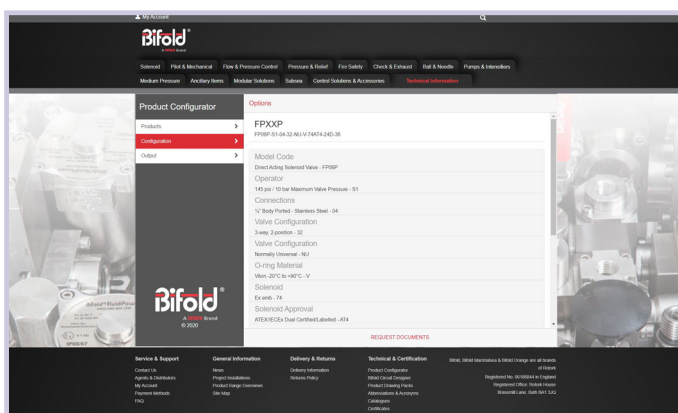 My Account
Bifold®
A ROTORK Brand
Solenoid Pilot & Mechanical Flow & Pressure Control Pressure & Relief Fire Safety Check & Exhaust Ball & Needle Pumps & Intensifiers
Medium Pressure Ancillary Items Modular Solutions Subsea Control Solutions & Accessories Technical Information
Product Configurator
Products
Configuration
Output
Options
FPXXP
FP06P-S1-04-32-NU-V-74AT4-24D-35
Model Code
Direct Acting Solenoid Valve - FP06P
Operator
145 psi / 10 bar Maximum Valve Pressure - S1
Connections
¼" Body Ported - Stainless Steel - 04
Valve Configuration
3-way, 2-position - 32
Valve Configuration
Normally Universal - NU
O-ring Material
Viton -20°C to +90°C - V
Solenoid
Ex emb - 74
Solenoid Approval
ATEX/IECEx Dual Certified/Labelled - AT4
Bifold®
A ROTORK Brand
© 2020
REQUEST DOCUMENTS
IP66/67
Service & Support
Contact Us
Agents & Distributors
My Account
Payment Methods
FAQ
General Information
News
Project Installations
Product Range Overviews
Site Map
Delivery & Returns
Delivery Information
Returns Policy
Technical & Certification
Product Configurator
Bifold Circuit Designer
Product Drawing Packs
Abbreviations & Acronyms
Catalogues
Certificates
Bifold, Bifold Marshalsea & Bifold Orange are all brands
of Rotork
Registered No. 00180044 in England
Registered Office: Rotork House
Brassmill Lane, Bath BA1 3JQ